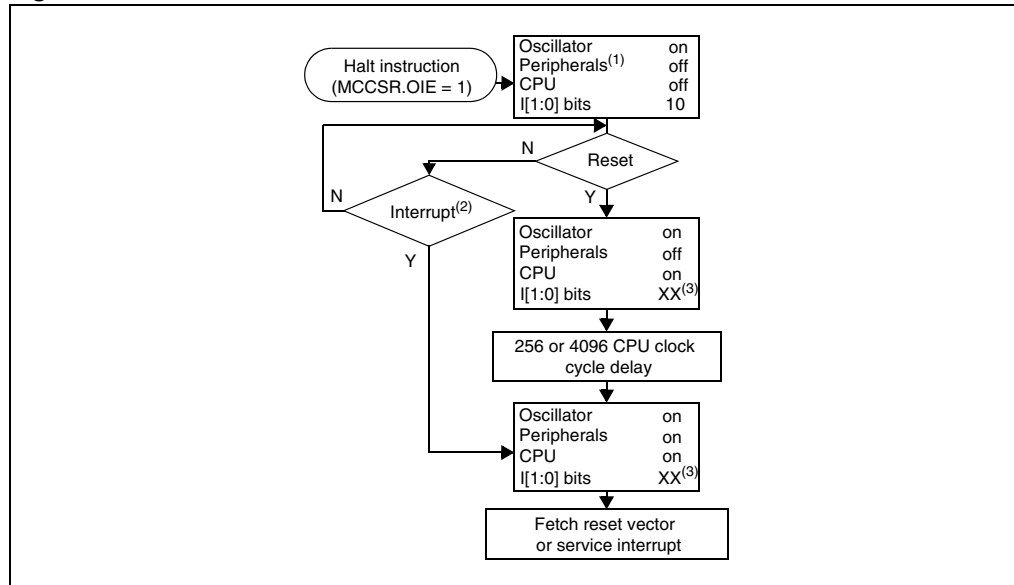 Halt instruction
(MCCSR.OIE = 1)
Oscillator on
Peripherals(1) off
CPU off
I[1:0] bits 10
Reset
N
Y
Interrupt(2)
N
Y
Oscillator on
Peripherals off
CPU on
I[1:0] bits XX(3)
256 or 4096 CPU clock
cycle delay
Oscillator on
Peripherals on
CPU on
I[1:0] bits XX(3)
Fetch reset vector
or service interrupt